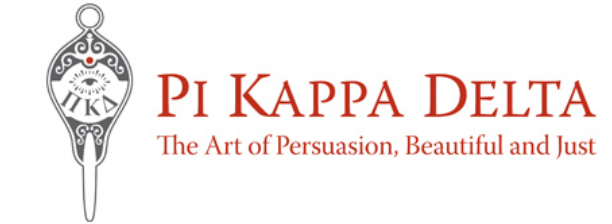 ΠΚΔ
PI KAPPA DELTA
The Art of Persuasion, Beautiful and Just